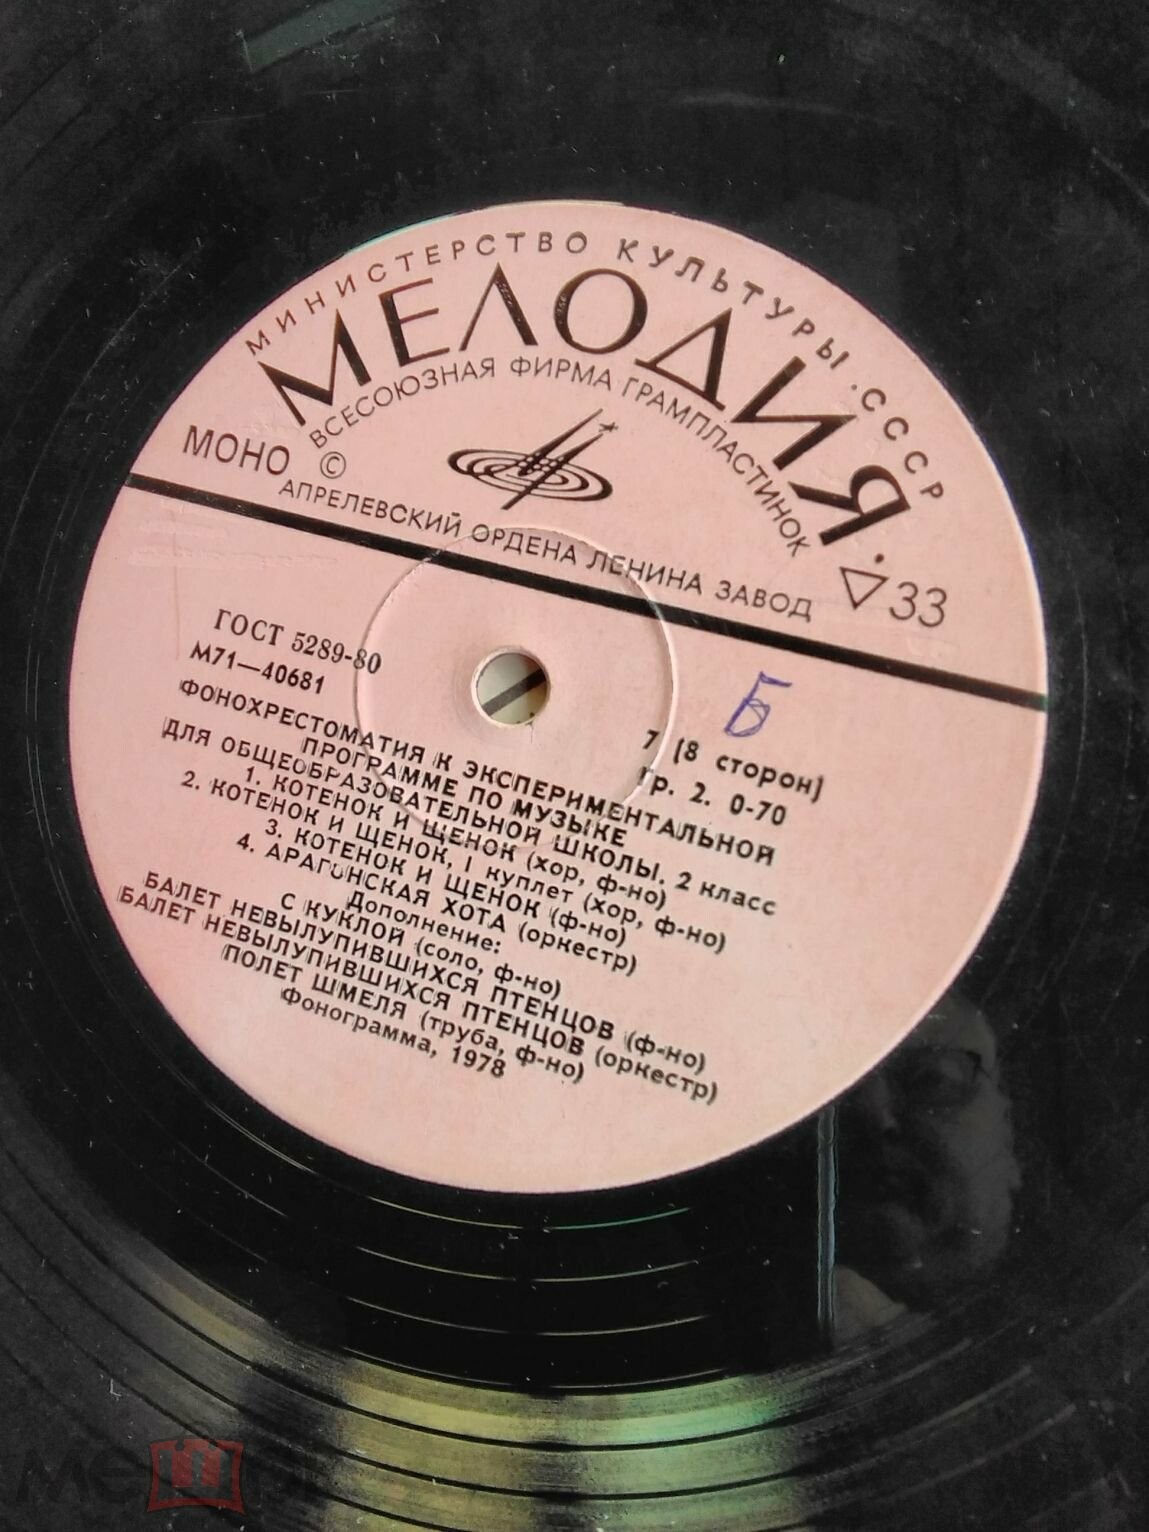 МИНИСТЕРСТВО КУЛЬТУРЫ СССР
МЕЛОДИЯ
ВСЕСОЮЗНАЯ ФИРМА ГРАМПЛАСТИНОК
МОНО ©
АПРЕЛЕВСКИЙ ОРДЕНА ЛЕНИНА ЗАВОД
33
Б
ГОСТ 5289-80
М71—40681
7 (8 сторон)
Гр. 2. 0-70
ФОНОХРЕСТОМАТИЯ К ЭКСПЕРИМЕНТАЛЬНОЙ
ПРОГРАММЕ ПО МУЗЫКЕ
ДЛЯ ОБЩЕОБРАЗОВАТЕЛЬНОЙ ШКОЛЫ. 2 класс
1. КОТЕНОК И ЩЕНОК (хор, ф-но)
2. КОТЕНОК И ЩЕНОК, I куплет (хор, ф-но)
3. КОТЕНОК И ЩЕНОК (ф-но)
4. АРАГОНСКАЯ ХОТА (оркестр)
Дополнение:
С КУКЛОЙ (соло, ф-но)
БАЛЕТ НЕВЫЛУПИВШИХСЯ ПТЕНЦОВ (ф-но)
БАЛЕТ НЕВЫЛУПИВШИХСЯ ПТЕНЦОВ (оркестр)
ПОЛЕТ ШМЕЛЯ (труба, ф-но)
Фонограмма, 1978